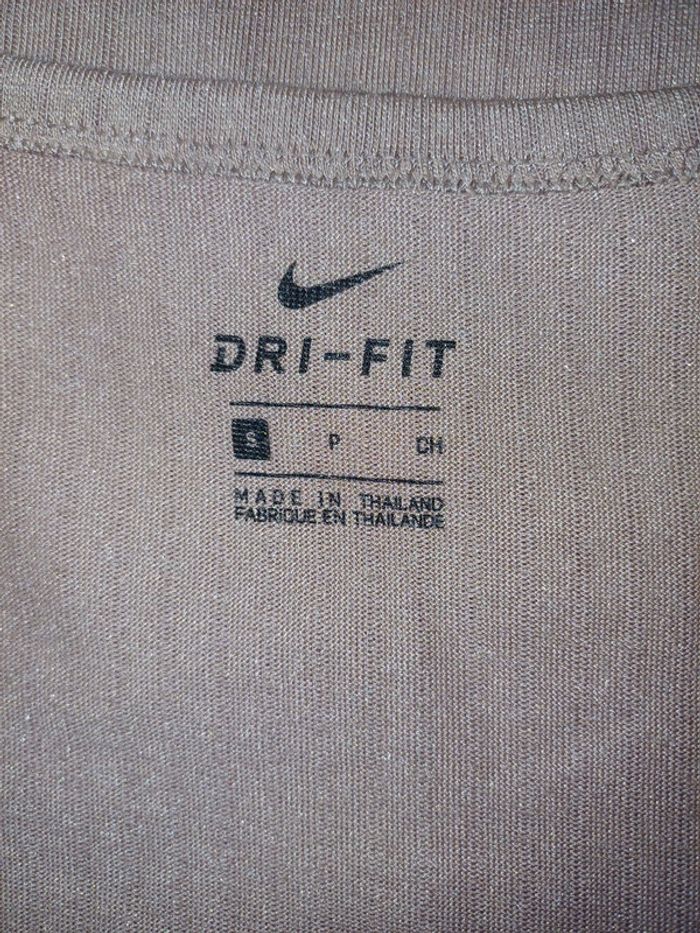 DRI-FIT
S P CH
MADE IN THAILAND
FABRIQUE EN THAILANDE